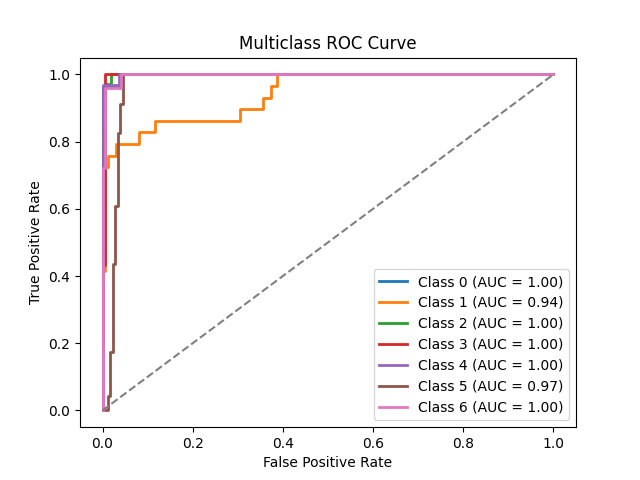 Multiclass ROC Curve
True Positive Rate
1.0
0.8
0.6
0.4
0.2
0.0
Class 0 (AUC = 1.00)
Class 1 (AUC = 0.94)
Class 2 (AUC = 1.00)
Class 3 (AUC = 1.00)
Class 4 (AUC = 1.00)
Class 5 (AUC = 0.97)
Class 6 (AUC = 1.00)
0.0 0.2 0.4 0.6 0.8 1.0
False Positive Rate